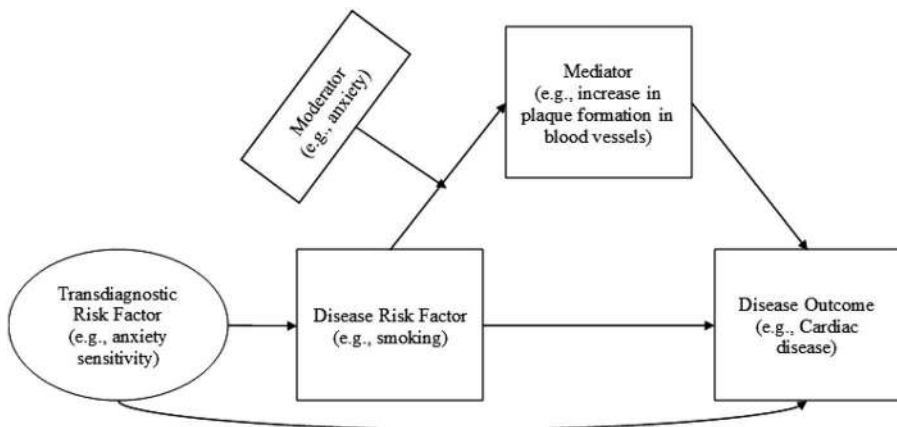 Moderator
(e.g., anxiety)
Mediator
(e.g., increase in
plaque formation in
blood vessels)
Transdiagnostic
Risk Factor
(e.g., anxiety
sensitivity)
Disease Risk Factor
(e.g., smoking)
Disease Outcome
(e.g., Cardiac
disease)